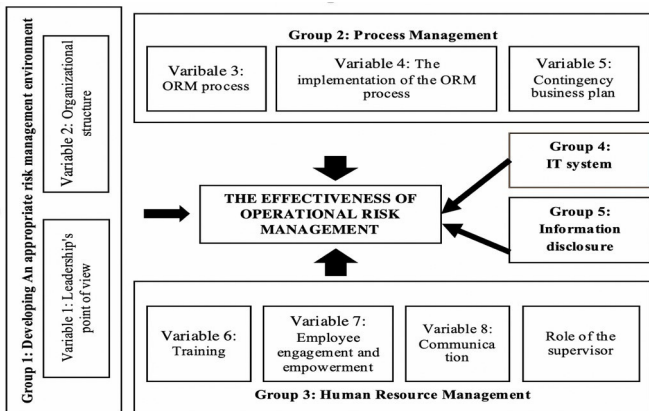 Group 1: Developing An appropriate risk management environment
Variable 2: Organizational
structure
Variable 1: Leadership's
point of view
Group 2: Process Management
Varibale 3:
ORM process
Variable 4: The
implementation of the ORM
process
Variable 5:
Contingency
business plan
Group 4:
IT system
THE EFFECTIVENESS OF
OPERATIONAL RISK
MANAGEMENT
Group 5:
Information
disclosure
Variable 6:
Training
Variable 7:
Employee
engagement and
empowerment
Variable 8:
Communica
tion
Role of the
supervisor
Group 3: Human Resource Management